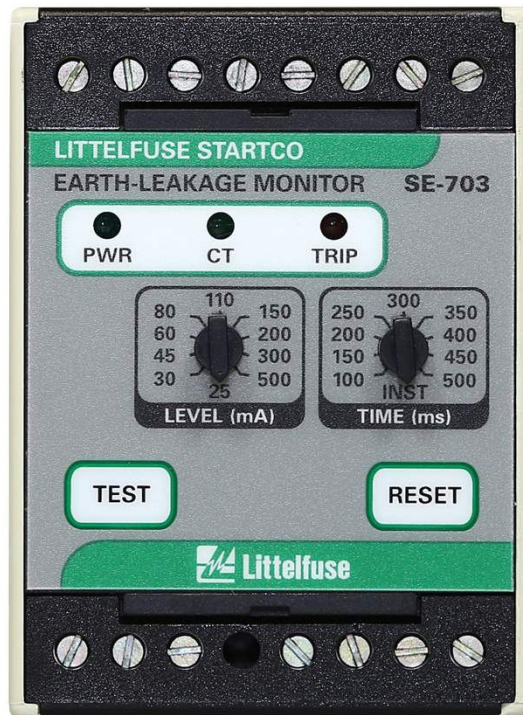 LITTELFUSE STARTCO
EARTH-LEAKAGE MONITOR SE-703
PWR CT TRIP
110
80 150
60 200
45 300
30 500
25
LEVEL (mA)
300
250 350
200 400
150 450
100 500
INST
TIME (ms)
TEST RESET
Littelfuse